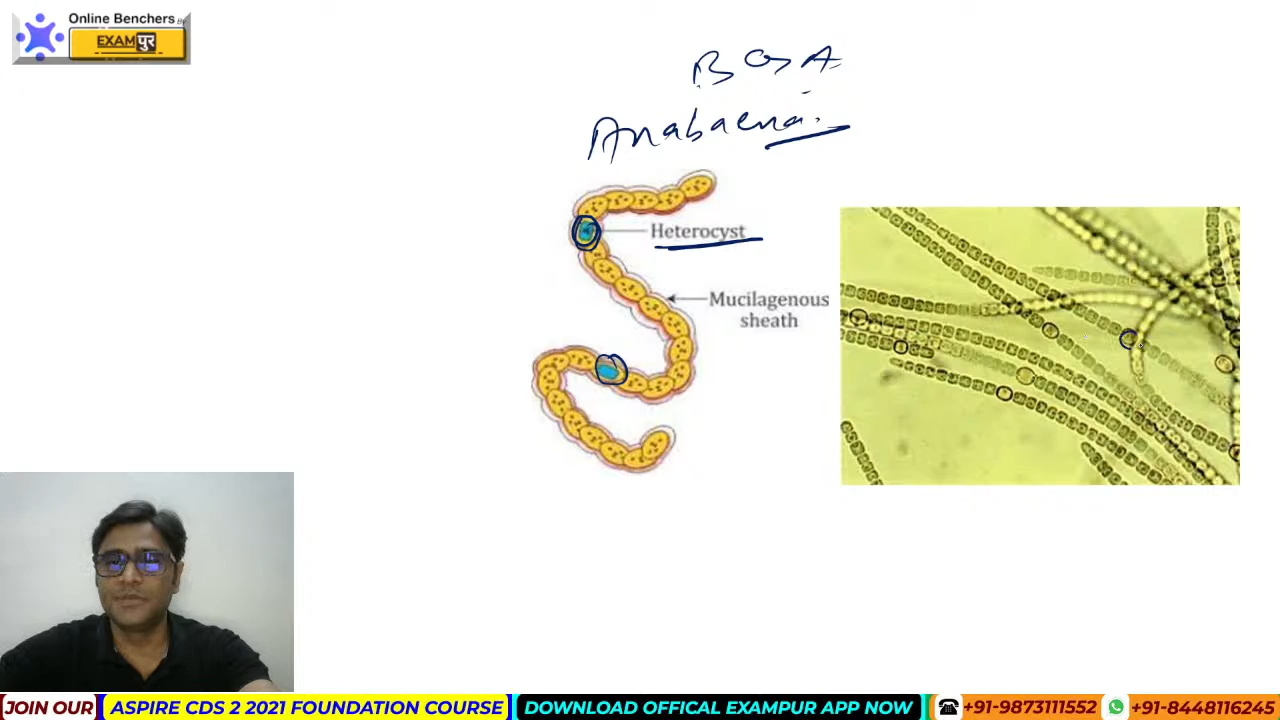 Online Benchers By
EXAMपुर
BGA
Anabaena.
Heterocyst
Mucilagenous
sheath
JOIN OUR ASPIRE CDS 2 2021 FOUNDATION COURSE DOWNLOAD OFFICAL EXAMPUR APP NOW +91-9873111552 +91-8448116245